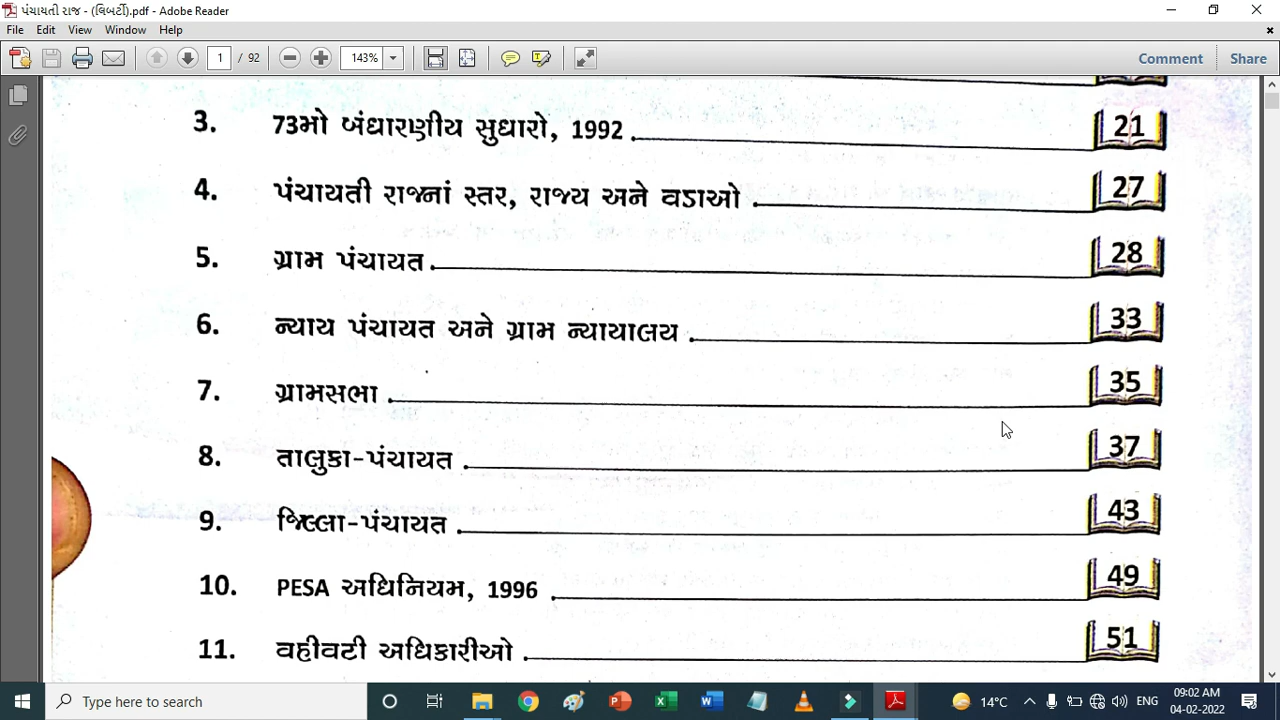 પંચાયતી રાજ - (લિબર્ટી).pdf - Adobe Reader
File Edit View Window Help
1 / 92 143% Comment Share
3. 73મો બંધારણીય સુધારો, 1992 21
4. પંચાયતી રાજ્નાં સ્તર, રાજ્ય અને વડાઓ 27
5. ગ્રામ પંચાયત 28
6. ન્યાય પંચાયત અને ગ્રામ ન્યાયાલય 33
7. ગ્રામસભા 35
8. તાલુકા-પંચાયત 37
9. જિલ્લા-પંચાયત 43
10. PESA અધિનિયમ, 1996 49
11. વહીવટી અધિકારીઓ 51
Type here to search 14°C ENG 09:02 AM
04-02-2022